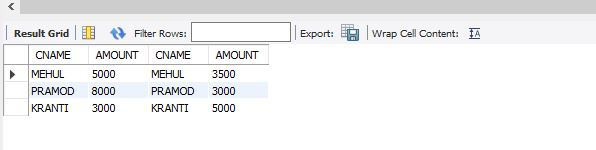 Result Grid Filter Rows: Export: Wrap Cell Content:
CNAME AMOUNT CNAME AMOUNT
MEHUL 5000 MEHUL 3500
PRAMOD 8000 PRAMOD 3000
KRANTI 3000 KRANTI 5000